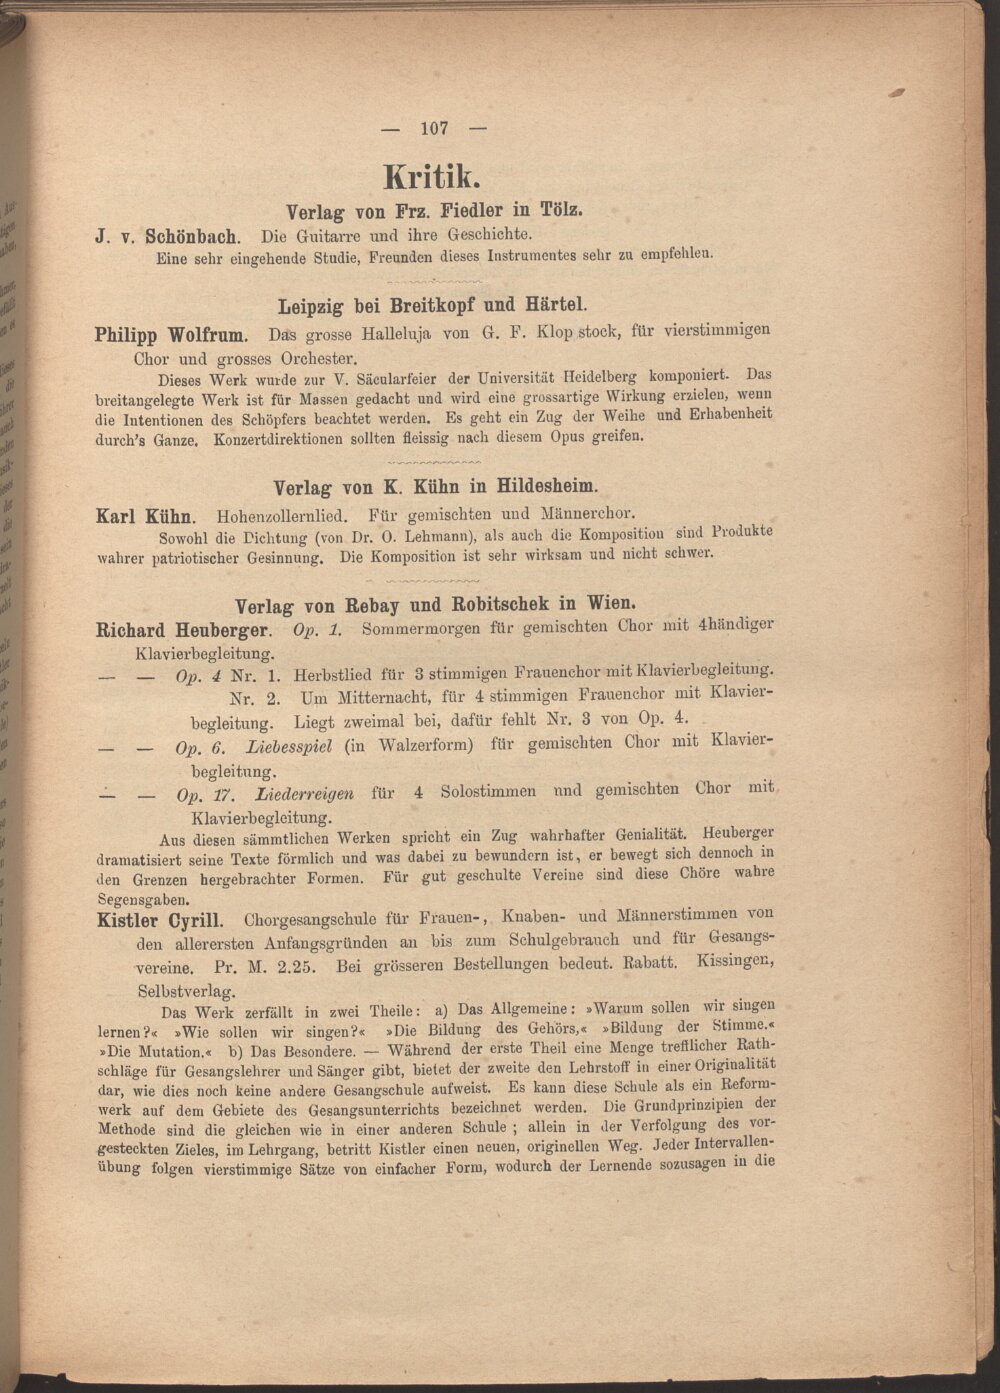 — 107 —
Kritik.
Verlag von Frz. Fiedler in Tölz.
J. v. Schönbach. Die Guitarre und ihre Geschichte.
Eine sehr eingehende Studie, Freunden dieses Instrumentes sehr zu empfehlen.
Leipzig bei Breitkopf und Härtel.
Philipp Wolfrum. Das grosse Halleluja von G. F. Klop stock, für vierstimmigen
Chor und grosses Orchester.
Dieses Werk wurde zur V. Säcularfeier der Universität Heidelberg komponiert. Das
breitangelegte Werk ist für Massen gedacht und wird eine grossartige Wirkung erzielen, wenn
die Intentionen des Schöpfers beachtet werden. Es geht ein Zug der Weihe und Erhabenheit
durch's Ganze. Konzertdirektionen sollten fleissig nach diesem Opus greifen.
Verlag von K. Kühn in Hildesheim.
Karl Kühn. Hohenzollernlied. Für gemischten und Männerchor.
Sowohl die Dichtung (von Dr. O. Lehmann), als auch die Komposition sind Produkte
wahrer patriotischer Gesinnung. Die Komposition ist sehr wirksam und nicht schwer.
Verlag von Rebay und Robitschek in Wien.
Richard Heuberger. Op. 1. Sommermorgen für gemischten Chor mit 4händiger
Klavierbegleitung.
— — Op. 4 Nr. 1. Herbstlied für 3 stimmigen Frauenchor mit Klavierbegleitung.
Nr. 2. Um Mitternacht, für 4 stimmigen Frauenchor mit Klavier-
begleitung. Liegt zweimal bei, dafür fehlt Nr. 3 von Op. 4.
— — Op. 6. Liebesspiel (in Walzerform) für gemischten Chor mit Klavier-
begleitung.
— — Op. 17. Liederreigen für 4 Solostimmen und gemischten Chor mit
Klavierbegleitung.
Aus diesen sämmtlichen Werken spricht ein Zug wahrhafter Genialität. Heuberger
dramatisiert seine Texte förmlich und was dabei zu bewundern ist, er bewegt sich dennoch in
den Grenzen hergebrachter Formen. Für gut geschulte Vereine sind diese Chöre wahre
Segensgaben.
Kistler Cyrill. Chorgesangschule für Frauen-, Knaben- und Männerstimmen von
den allerersten Anfangsgründen an bis zum Schulgebrauch und für Gesangs-
vereine. Pr. M. 2.25. Bei grösseren Bestellungen bedeut. Rabatt. Kissingen,
Selbstverlag.
Das Werk zerfällt in zwei Theile: a) Das Allgemeine: »Warum sollen wir singen
lernen?« »Wie sollen wir singen?« »Die Bildung des Gehörs,« »Bildung der Stimme.«
»Die Mutation.« b) Das Besondere. — Während der erste Theil eine Menge trefflicher Rath-
schläge für Gesangslehrer und Sänger gibt, bietet der zweite den Lehrstoff in einer Originalität
dar, wie dies noch keine andere Gesangschule aufweist. Es kann diese Schule als ein Reform-
werk auf dem Gebiete des Gesangsunterrichts bezeichnet werden. Die Grundprinzipien der
Methode sind die gleichen wie in einer anderen Schule; allein in der Verfolgung des vor-
gesteckten Zieles, im Lehrgang, betritt Kistler einen neuen, originellen Weg. Jeder Intervallen-
übung folgen vierstimmige Sätze von einfacher Form, wodurch der Lernende sozusagen in die